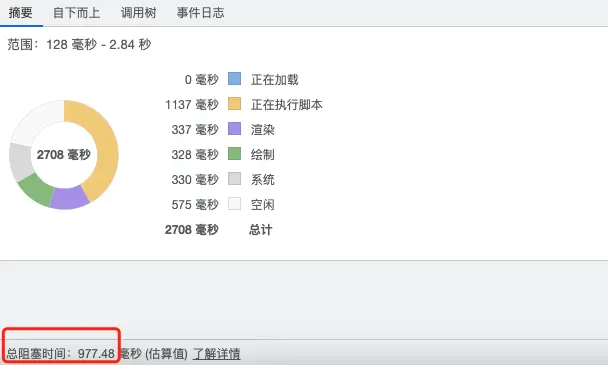 摘要 自下而上 调用树 事件日志
范围：128 毫秒 - 2.84 秒
0 毫秒 正在加载
1137 毫秒 正在执行脚本
337 毫秒 渲染
2708 毫秒
328 毫秒 绘制
330 毫秒 系统
575 毫秒 空闲
2708 毫秒 总计
总阻塞时间：977.48 毫秒 (估算值) 了解详情